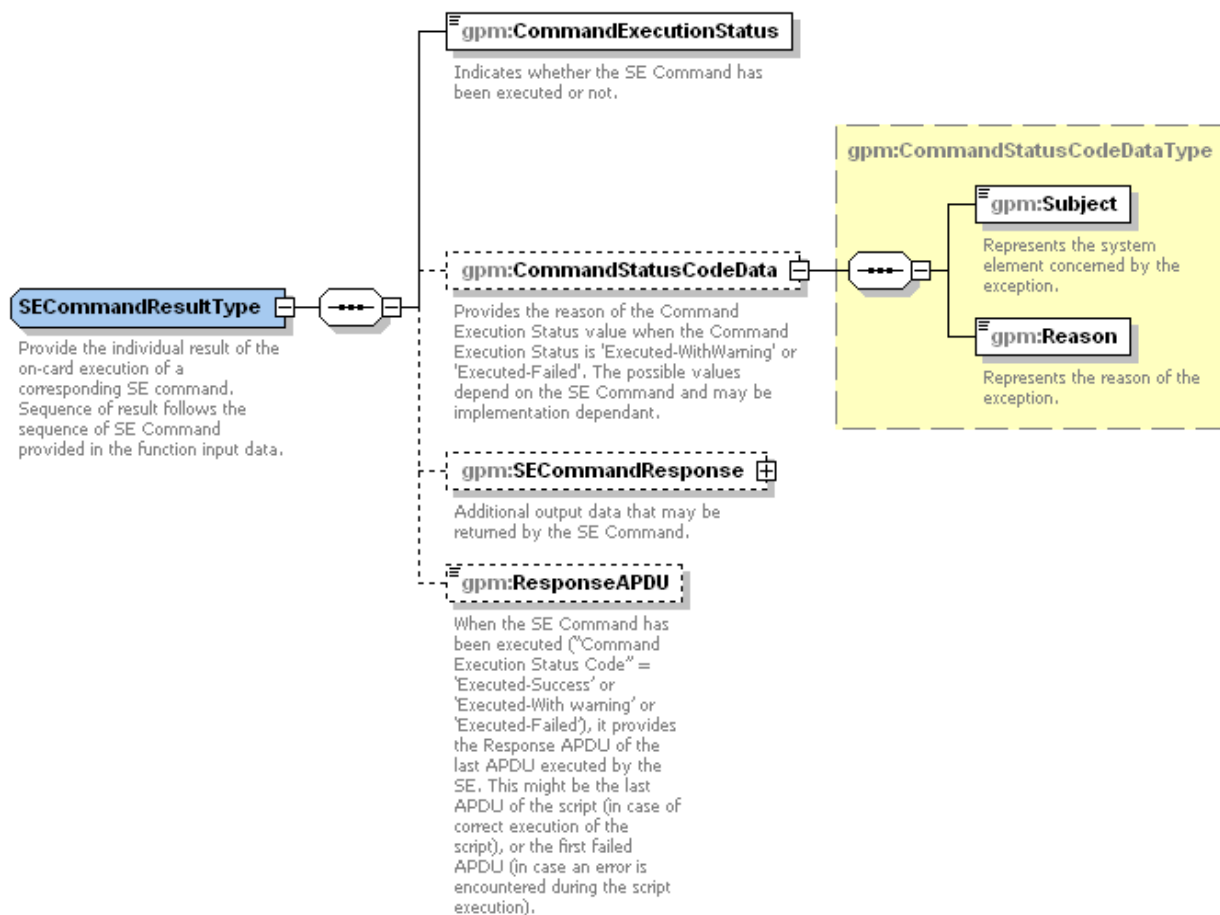 gpm:CommandExecutionStatus
Indicates whether the SE Command has
been executed or not.
gpm:CommandStatusCodeDataType
gpm:Subject
Represents the system
element concerned by the
exception.
gpm:CommandStatusCodeData
SECommandResultType
Provides the reason of the Command
Execution Status value when the Command
Execution Status is 'Executed-WithWarning' or
'Executed-Failed'. The possible values
depend on the SE Command and may be
implementation dependant.
gpm:Reason
Represents the reason of the
exception.
Provide the individual result of the
on-card execution of a
corresponding SE command.
Sequence of result follows the
sequence of SE Command
provided in the function input data.
gpm:SECommandResponse
Additional output data that may be
returned by the SE Command.
gpm:ResponseAPDU
When the SE Command has
been executed (“Command
Execution Status Code” =
‘Executed-Success’ or
‘Executed-With warning’ or
‘Executed-Failed’), it provides
the Response APDU of the
last APDU executed by the
SE. This might be the last
APDU of the script (in case of
correct execution of the
script), or the first failed
APDU (in case an error is
encountered during the script
execution).